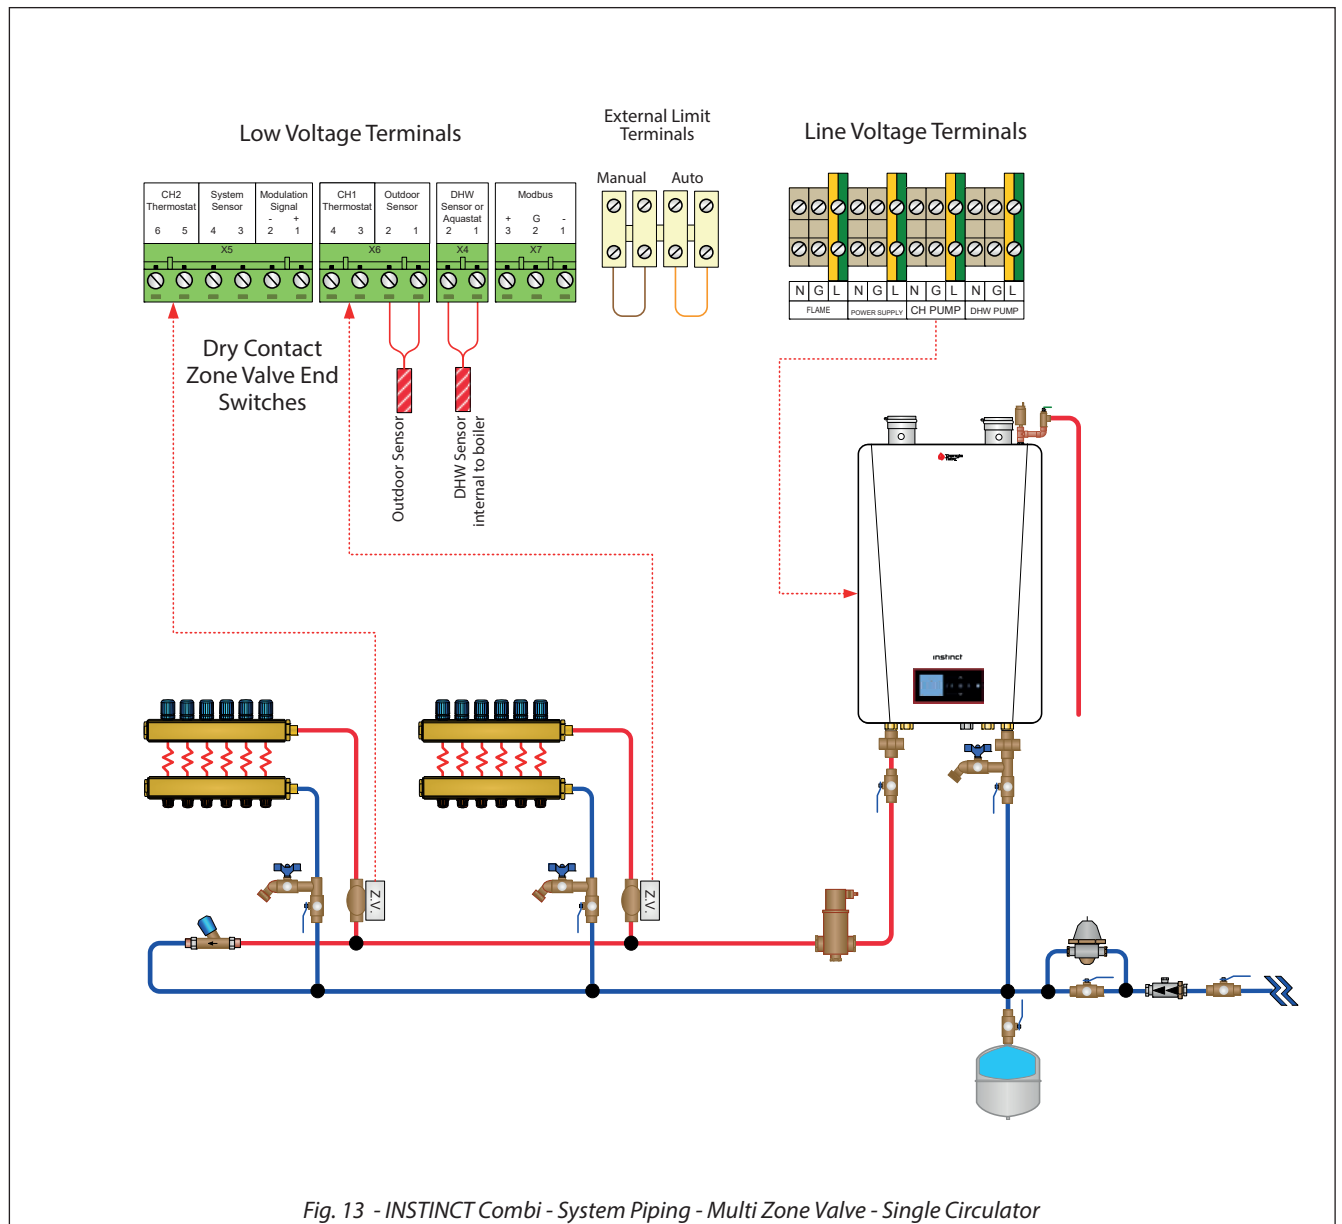 Low Voltage Terminals
External Limit
Terminals
Line Voltage Terminals
Manual Auto
CH2
Thermostat
6 5
System
Sensor
4 3
Modulation
Signal
- +
2 1
X5
CH1
Thermostat
4 3
Outdoor
Sensor
2 1
X6
DHW
Sensor or
Aquastat
2 1
X4
Modbus
+ G -
3 2 1
X7
N G L N G L N G L N G L
FLAME POWER SUPPLY CH PUMP DHW PUMP
Dry Contact
Zone Valve End
Switches
Outdoor Sensor
DHW Sensor
internal to boiler
instinct
Z.V.
Z.V.
Fig. 13 - INSTINCT Combi - System Piping - Multi Zone Valve - Single Circulator